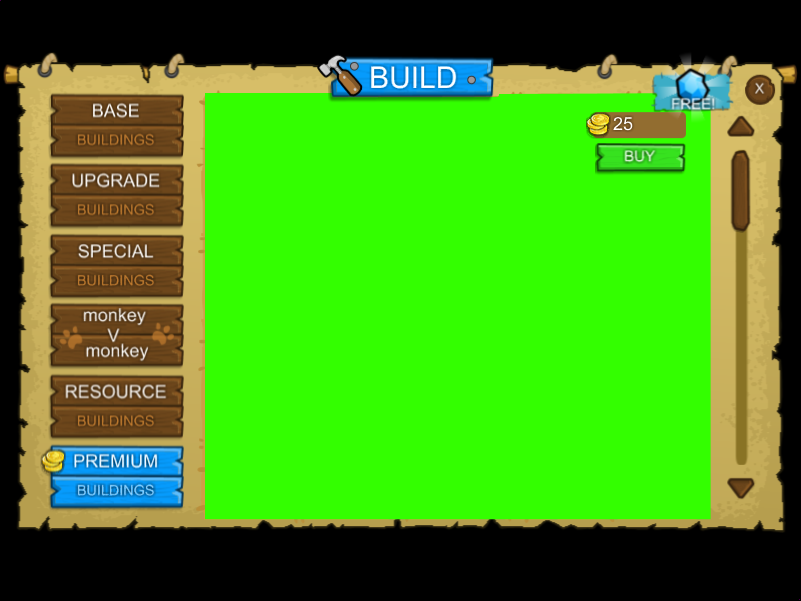 BUILD
FREE!
X
25
BUY
BASE
BUILDINGS
UPGRADE
BUILDINGS
SPECIAL
BUILDINGS
monkey
V
monkey
RESOURCE
BUILDINGS
PREMIUM
BUILDINGS